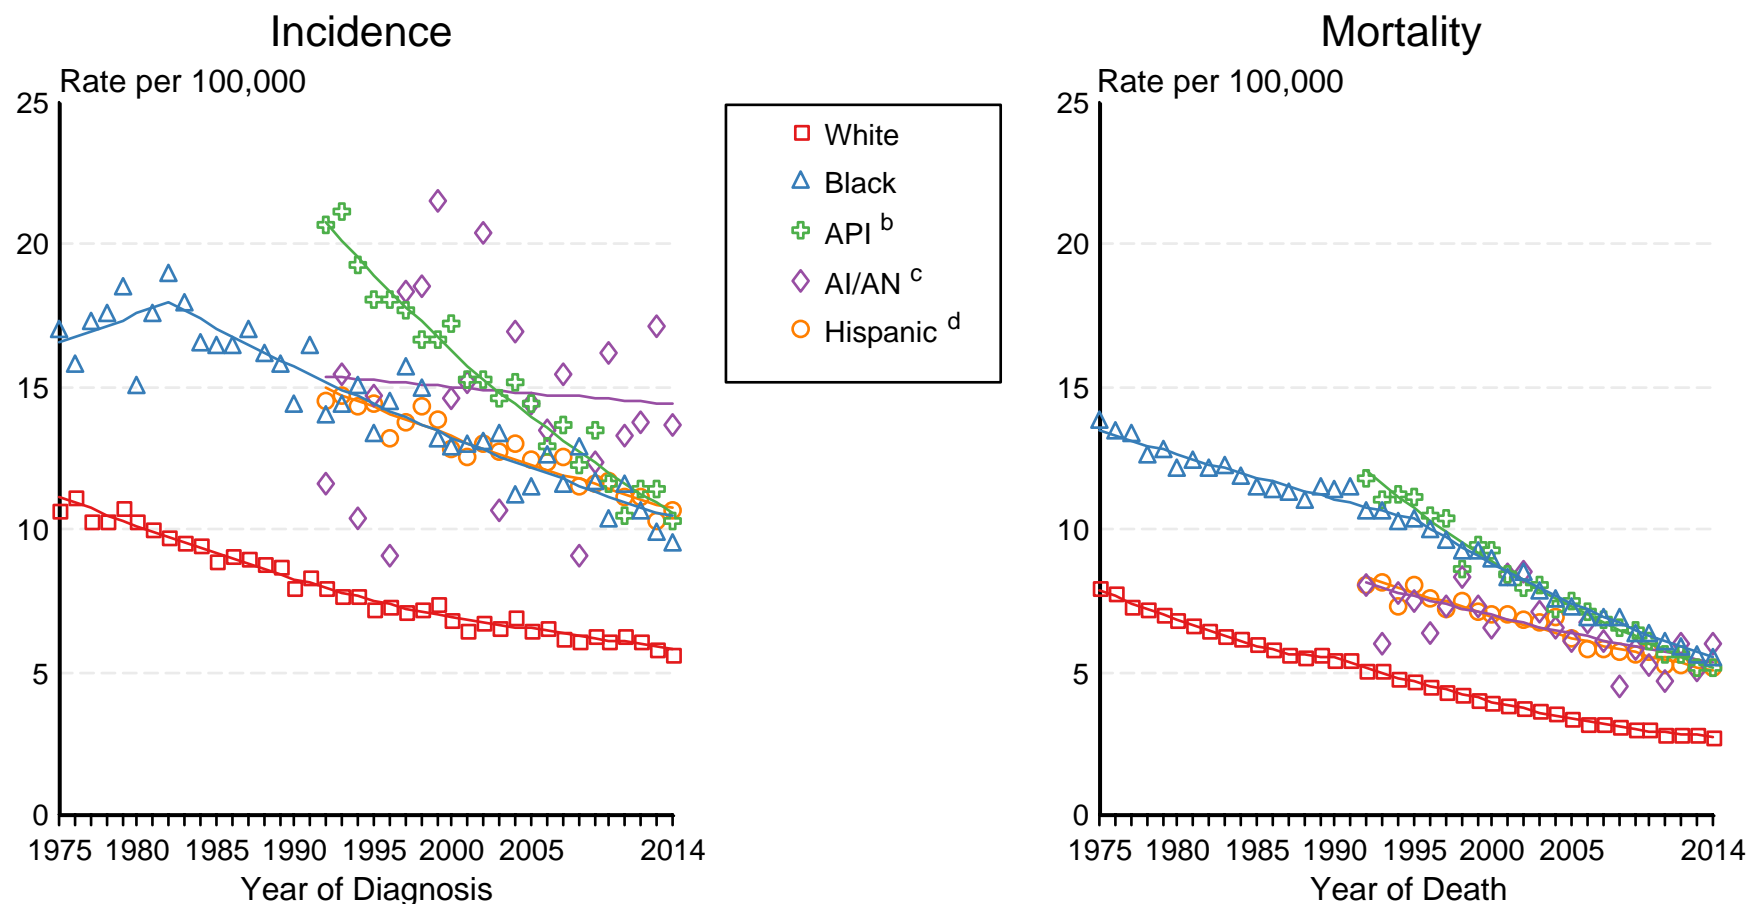 Incidence
Rate per 100,000
25
20
15
10
5
0
1975 1980 1985 1990 1995 2000 2005 2014
Year of Diagnosis
White
Black
API b
AI/AN c
Hispanic d
Mortality
Rate per 100,000
25
20
15
10
5
0
1975 1980 1985 1990 1995 2000 2005 2014
Year of Death